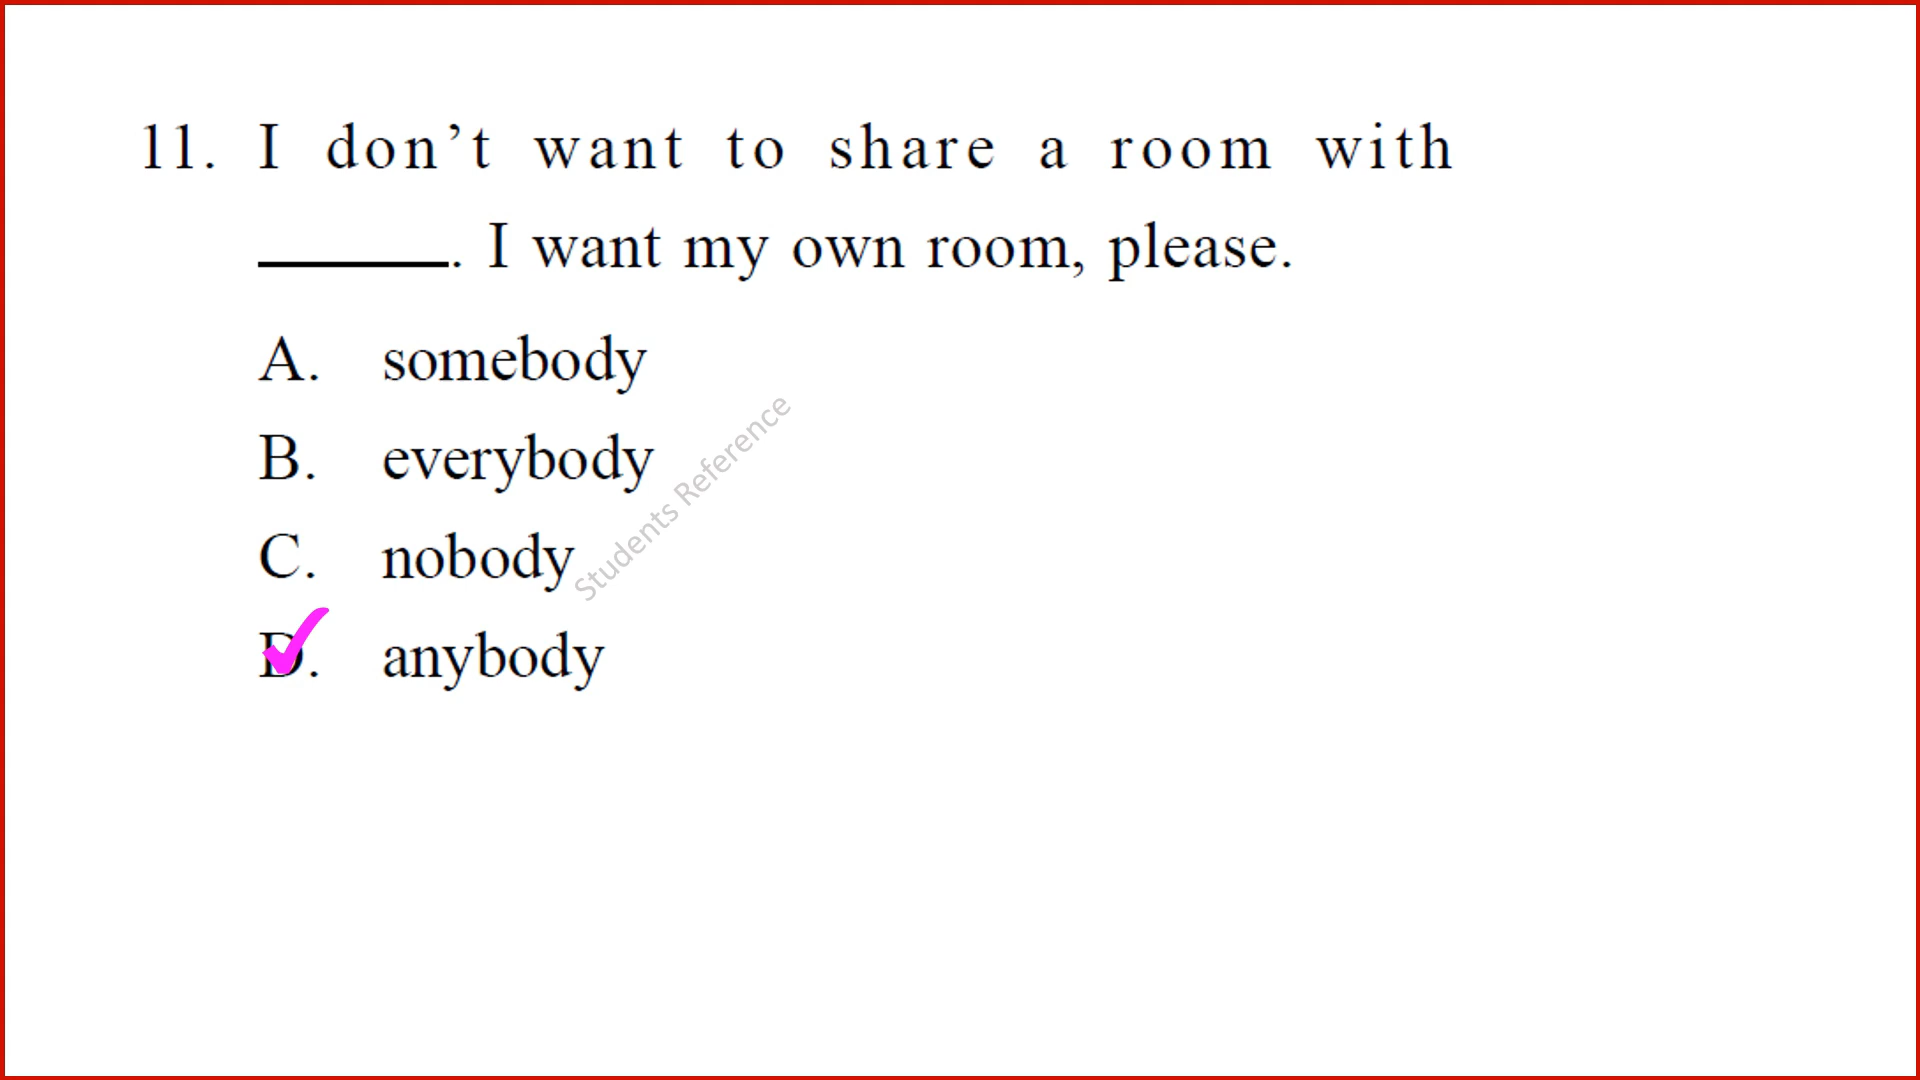 11. I don’t want to share a room with
______. I want my own room, please.
A. somebody
B. everybody
C. nobody
D. anybody
Students Reference